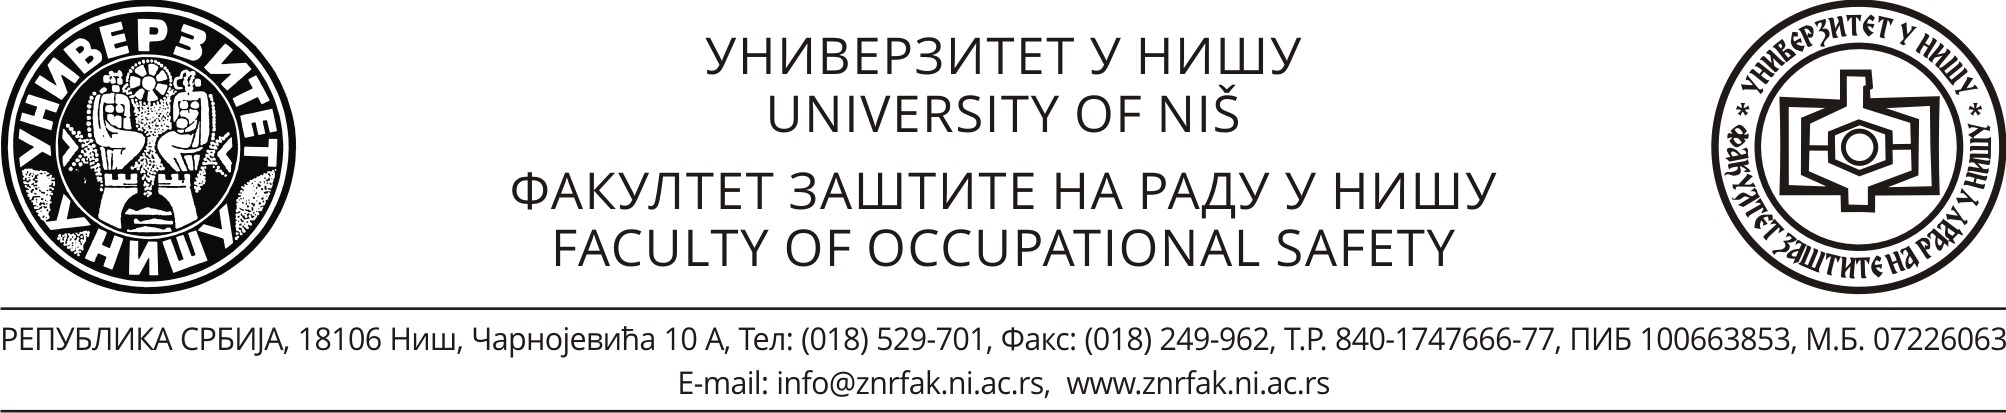 УНИВЕРЗИТЕТ У НИШУ
УНИВЕРЗИТЕТ У НИШУ
UNIVERSITY OF NIŠ
ФАКУЛТЕТ ЗАШТИТЕ НА РАДУ У НИШУ
FACULTY OF OCCUPATIONAL SAFETY
* УНИВЕРЗИТЕТ У НИШУ *
ФАКУЛТЕТ ЗАШТИТЕ НА РАДУ У НИШУ
РЕПУБЛИКА СРБИЈА, 18106 Ниш, Чарнојевића 10 А, Тел: (018) 529-701, Факс: (018) 249-962, Т.Р. 840-1747666-77, ПИБ 100663853, М.Б. 07226063
E-mail: info@znrfak.ni.ac.rs, www.znrfak.ni.ac.rs